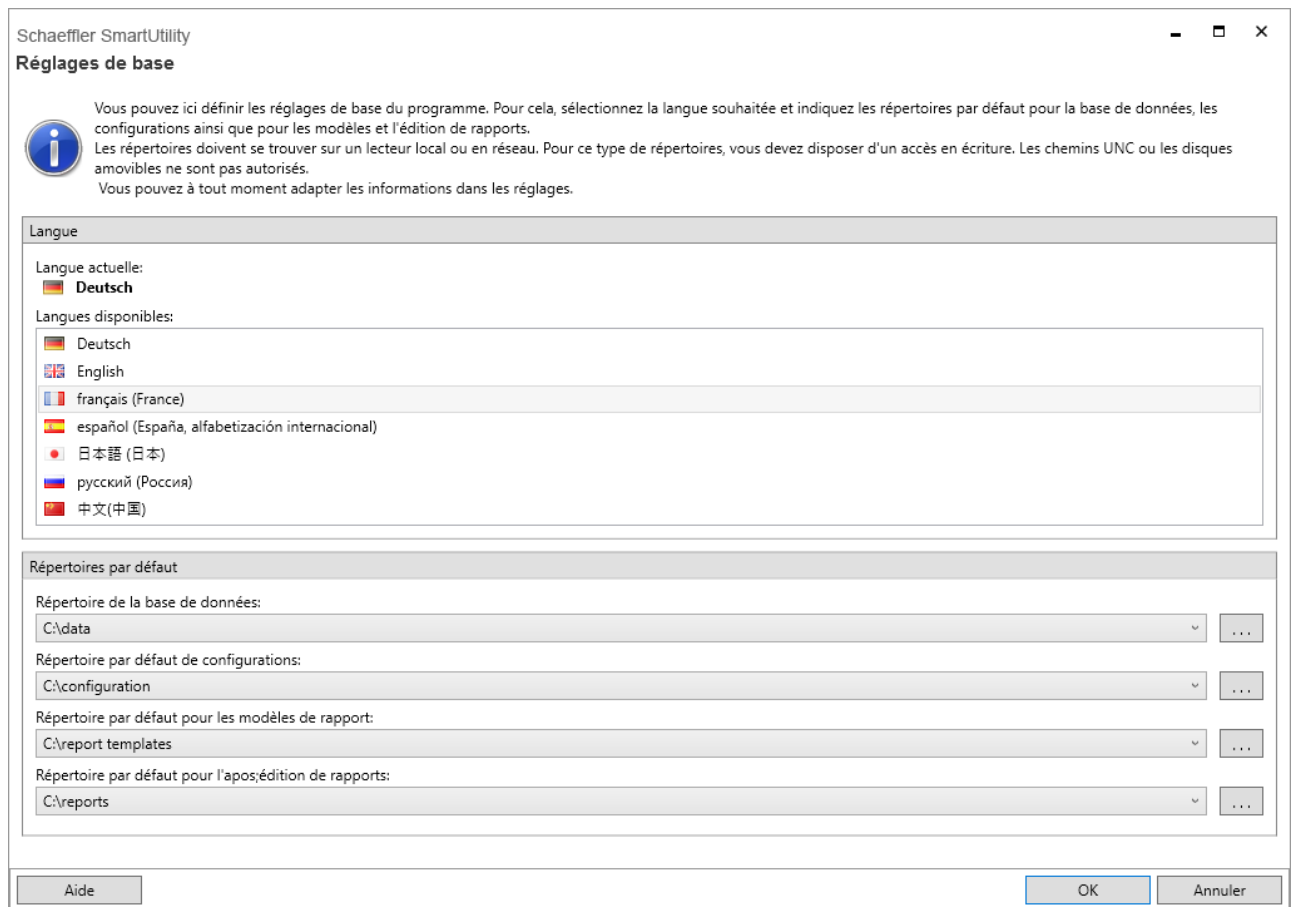 Schaeffler SmartUtility
Réglages de base
Vous pouvez ici définir les réglages de base du programme. Pour cela, sélectionnez la langue souhaitée et indiquez les répertoires par défaut pour la base de données, les
configurations ainsi que pour les modèles et l'édition de rapports.
Les répertoires doivent se trouver sur un lecteur local ou en réseau. Pour ce type de répertoires, vous devez disposer d'un accès en écriture. Les chemins UNC ou les disques
amovibles ne sont pas autorisés.
Vous pouvez à tout moment adapter les informations dans les réglages.
Langue
Langue actuelle:
Deutsch
Langues disponibles:
Deutsch
English
français (France)
español (España, alfabetización internacional)
日本語 (日本)
русский (Россия)
中文(中国)
Répertoires par défaut
Répertoire de la base de données:
C:\data
...
Répertoire par défaut de configurations:
C:\configuration
...
Répertoire par défaut pour les modèles de rapport:
C:\report templates
...
Répertoire par défaut pour l'apos;édition de rapports:
C:\reports
...
Aide
OK
Annuler